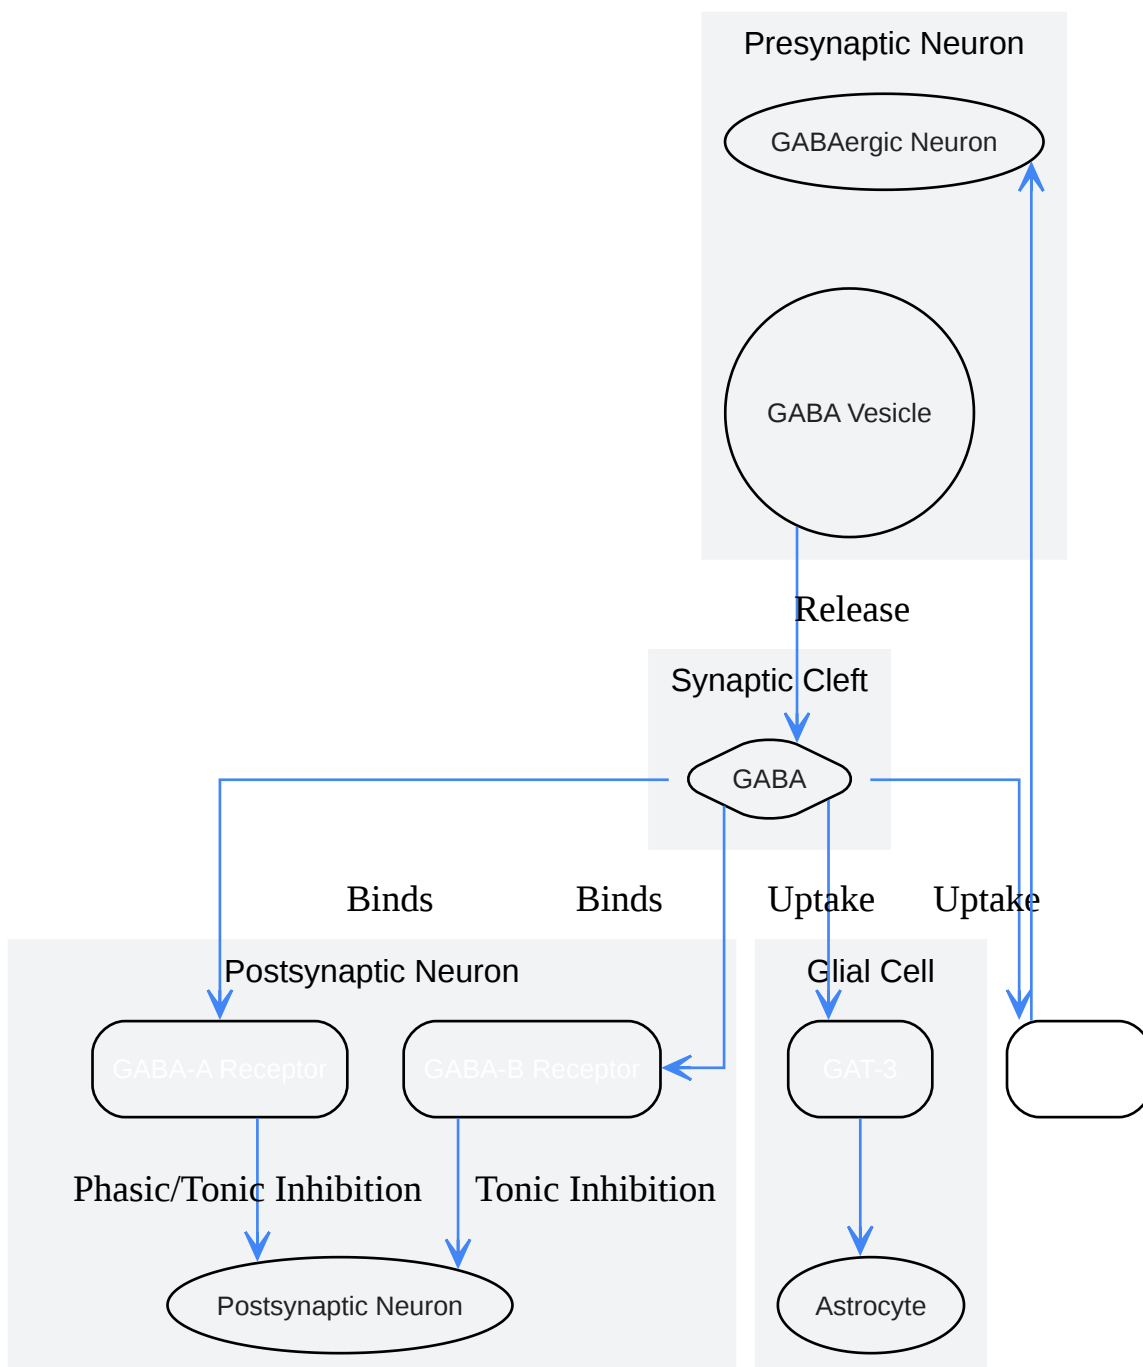 Presynaptic Neuron
GABAergic Neuron
GABA Vesicle
Release
Synaptic Cleft
GABA
Binds
Binds
Uptake
Uptake
Postsynaptic Neuron
Glial Cell
GABA-A Receptor
GABA-B Receptor
GAT-3
Phasic/Tonic Inhibition
Tonic Inhibition
Postsynaptic Neuron
Astrocyte